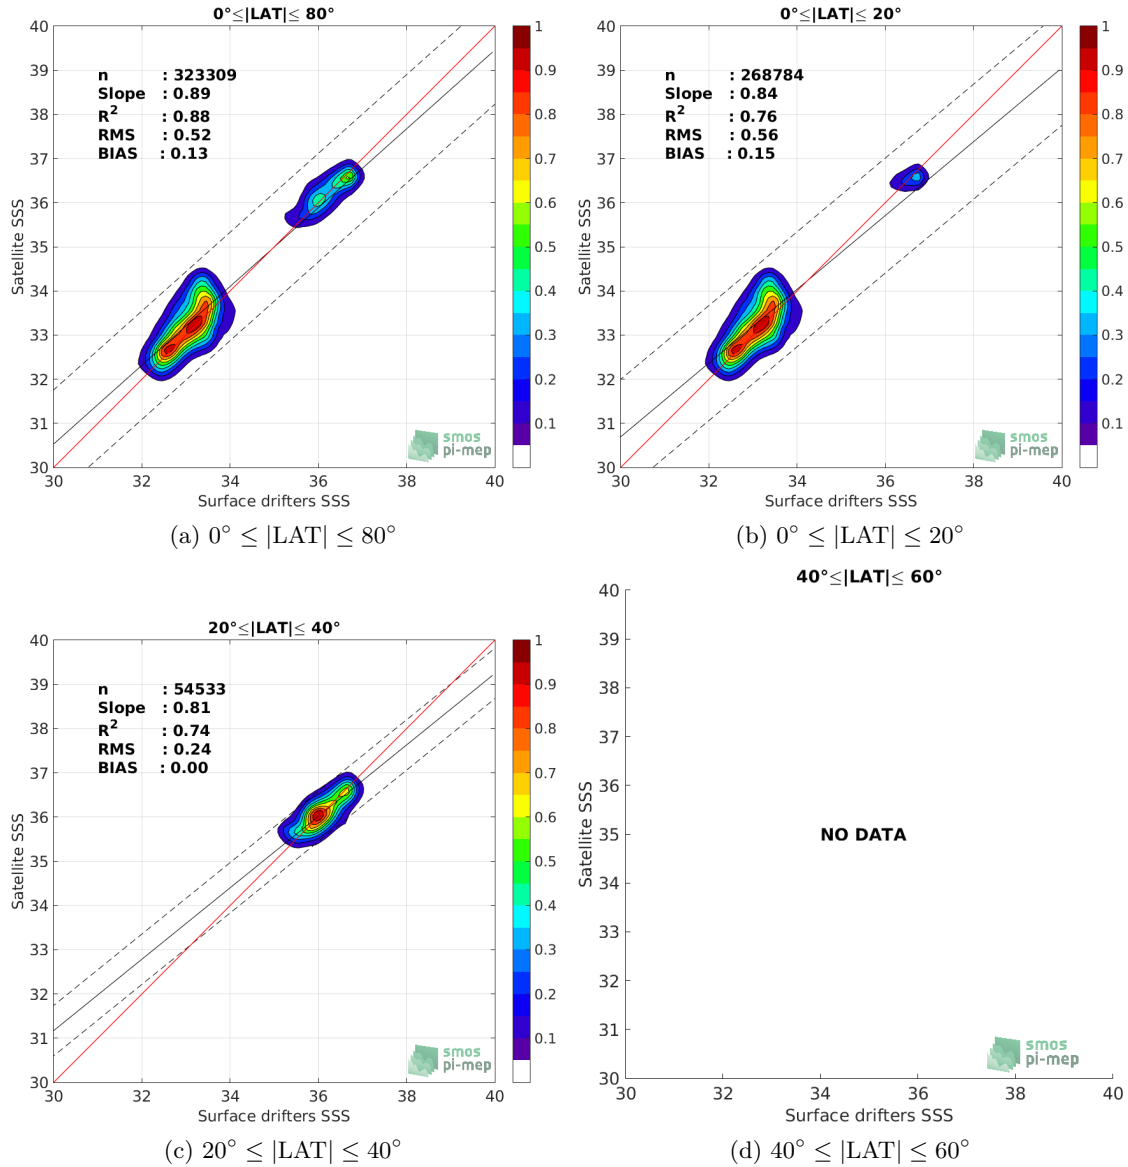 0°≤|LAT|≤ 80°
40
39
38
37
36
35
34
33
32
31
30
Satellite SSS
n : 323309
Slope : 0.89
R2 : 0.88
RMS : 0.52
BIAS : 0.13
smos
pi-mep
30 32 34 36 38 40
Surface drifters SSS
1
0.9
0.8
0.7
0.6
0.5
0.4
0.3
0.2
0.1
(a) 0° ≤ |LAT| ≤ 80°
0°≤|LAT|≤ 20°
40
39
38
37
36
35
34
33
32
31
30
Satellite SSS
n : 268784
Slope : 0.84
R2 : 0.76
RMS : 0.56
BIAS : 0.15
smos
pi-mep
30 32 34 36 38 40
Surface drifters SSS
1
0.9
0.8
0.7
0.6
0.5
0.4
0.3
0.2
0.1
(b) 0° ≤ |LAT| ≤ 20°
20°≤|LAT|≤ 40°
40
39
38
37
36
35
34
33
32
31
30
Satellite SSS
n : 54533
Slope : 0.81
R2 : 0.74
RMS : 0.24
BIAS : 0.00
smos
pi-mep
30 32 34 36 38 40
Surface drifters SSS
1
0.9
0.8
0.7
0.6
0.5
0.4
0.3
0.2
0.1
(c) 20° ≤ |LAT| ≤ 40°
40°≤|LAT|≤ 60°
40
39
38
37
36
35
34
33
32
31
30
Satellite SSS
NO DATA
smos
pi-mep
30 32 34 36 38 40
Surface drifters SSS
(d) 40° ≤ |LAT| ≤ 60°